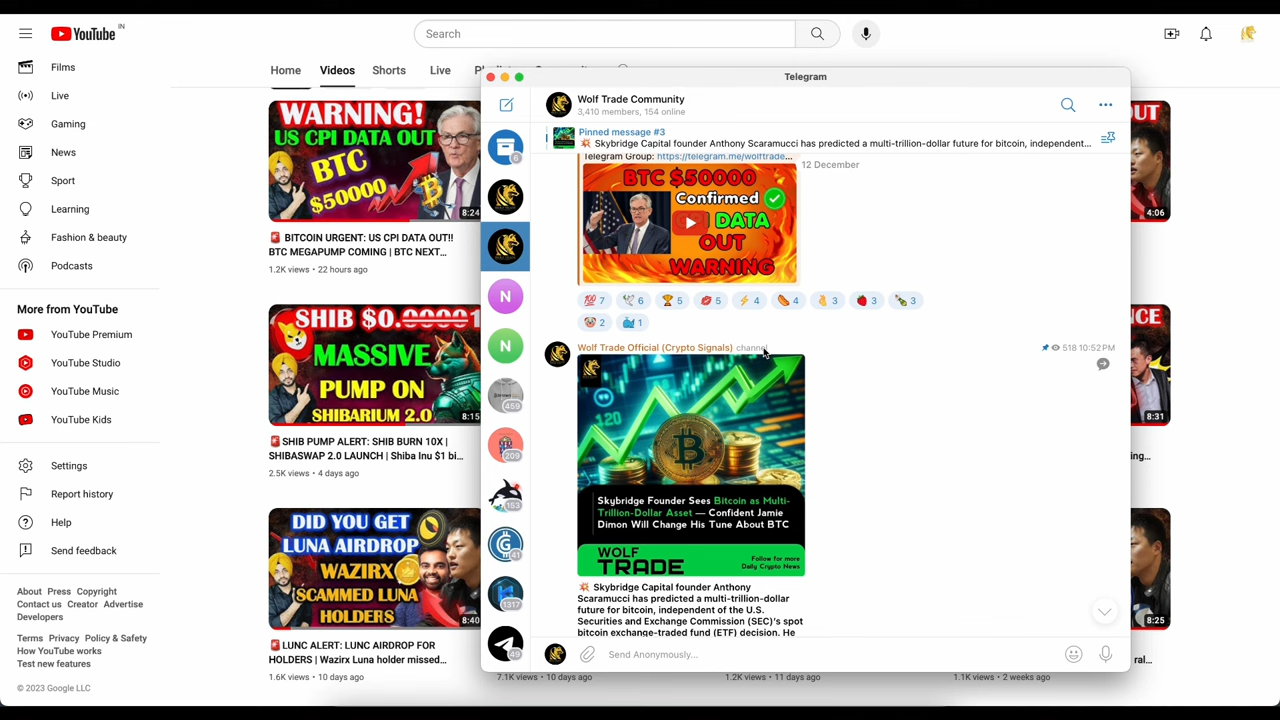 YouTube IN
Search
Home Videos Shorts Live
Films
Live
Gaming
News
Sport
Learning
Fashion & beauty
Podcasts
More from YouTube
YouTube Premium
YouTube Studio
YouTube Music
YouTube Kids
Settings
Report history
Help
Send feedback
About Press Copyright
Contact us Creator Advertise
Developers
Terms Privacy Policy & Safety
How YouTube works
Test new features
© 2023 Google LLC
WARNING!
US CPI DATA OUT
BTC
$50000
8:24
🚨 BITCOIN URGENT: US CPI DATA OUT!!
BTC MEGAPUMP COMING | BTC NEXT...
1.2K views • 22 hours ago
SHIB $0.00001
MASSIVE
PUMP ON
SHIBARIUM 2.0
8:15
🚨SHIB PUMP ALERT: SHIB BURN 10X |
SHIBASWAP 2.0 LAUNCH | Shiba Inu $1 bi...
2.5K views • 4 days ago
DID YOU GET
LUNA AIRDROP
WAZIRX
SCAMMED LUNA
HOLDERS
8:40
🚨LUNC ALERT: LUNC AIRDROP FOR
HOLDERS | Wazirx Luna holder missed...
1.6K views • 10 days ago
7.1K views • 10 days ago
1.2K views • 11 days ago
1.1K views • 2 weeks ago
OUT
4:06
NCE
8:31
ing...
8:25
ral...
Telegram
Wolf Trade Community
3,410 members, 154 online
Pinned message #3
💥 Skybridge Capital founder Anthony Scaramucci has predicted a multi-trillion-dollar future for bitcoin, independent...
Telegram Group: https://telegram.me/wolftrade...
12 December
BTC $50000
Confirmed
CPI DATA
OUT
WARNING
💯 7 🕊 6 🏆 5 💋 5 ⚡ 4 🌭 4 🤞 3 🍓 3 🍾 3
🤡 2 🐳 1
Wolf Trade Official (Crypto Signals) channel
518 10:52PM
Skybridge Founder Sees Bitcoin as Multi-
Trillion-Dollar Asset — Confident Jamie
Dimon Will Change His Tune About BTC
WOLF
TRADE
Follow for more
Daily Crypto News
💥 Skybridge Capital founder Anthony
Scaramucci has predicted a multi-trillion-dollar
future for bitcoin, independent of the U.S.
Securities and Exchange Commission (SEC)'s spot
bitcoin exchange-traded fund (ETF) decision. He
Send Anonymously...
6
N
N
459
209
153
41
1317
49